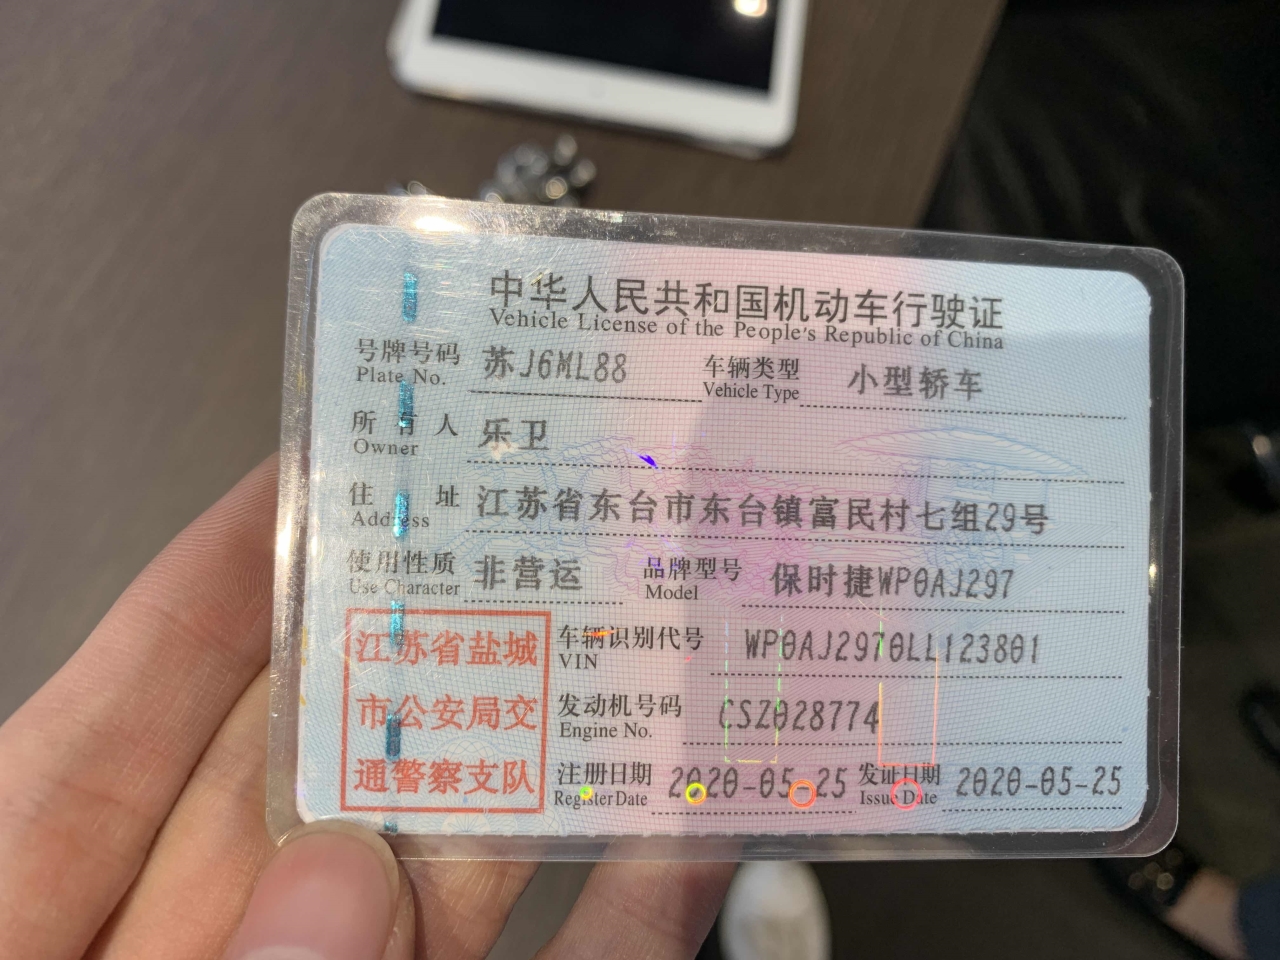 中华人民共和国机动车行驶证
Vehicle License of the People's Republic of China
号牌号码 苏J6ML88 车辆类型 小型轿车
Plate No. Vehicle Type
所有人 乐卫
Owner
住址 江苏省东台市东台镇富民村七组29号
Address
使用性质 非营运 品牌型号 保时捷WP0AJ297
Use Character Model
江苏省盐城 车辆识别代号 WP0AJ2970LL123801
VIN
市公安局交 发动机号码 CSZ028774
Engine No.
通警察支队 注册日期 2020-05-25 发证日期 2020-05-25
Register Date Issue Date